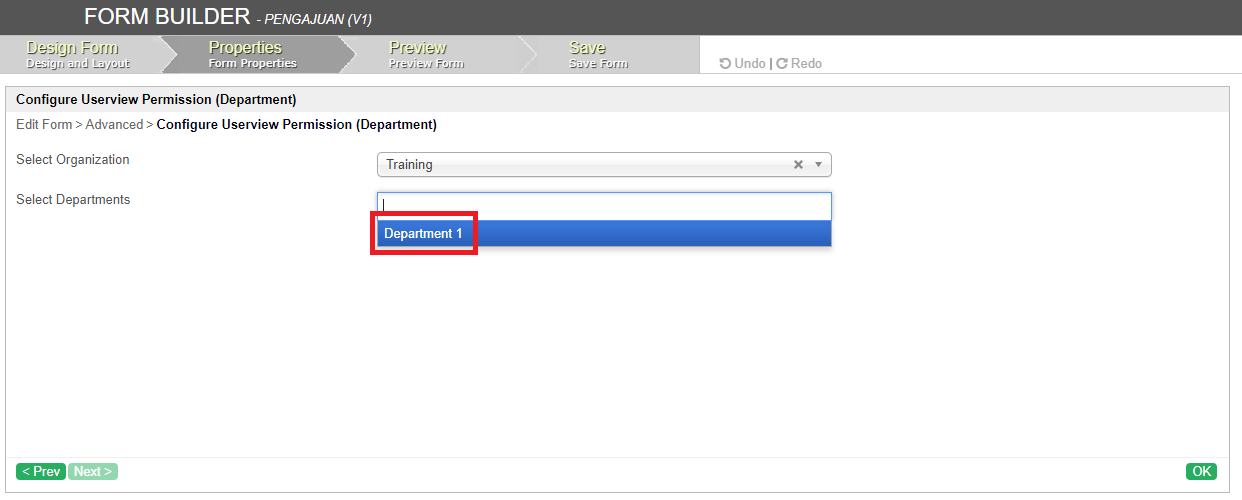 FORM BUILDER - PENGAJUAN (V1)
Design Form
Design and Layout
Properties
Form Properties
Preview
Preview Form
Save
Save Form
Undo | Redo
Configure Userview Permission (Department)
Edit Form > Advanced > Configure Userview Permission (Department)
Select Organization
Training
Select Departments
Department 1
< Prev
Next >
OK